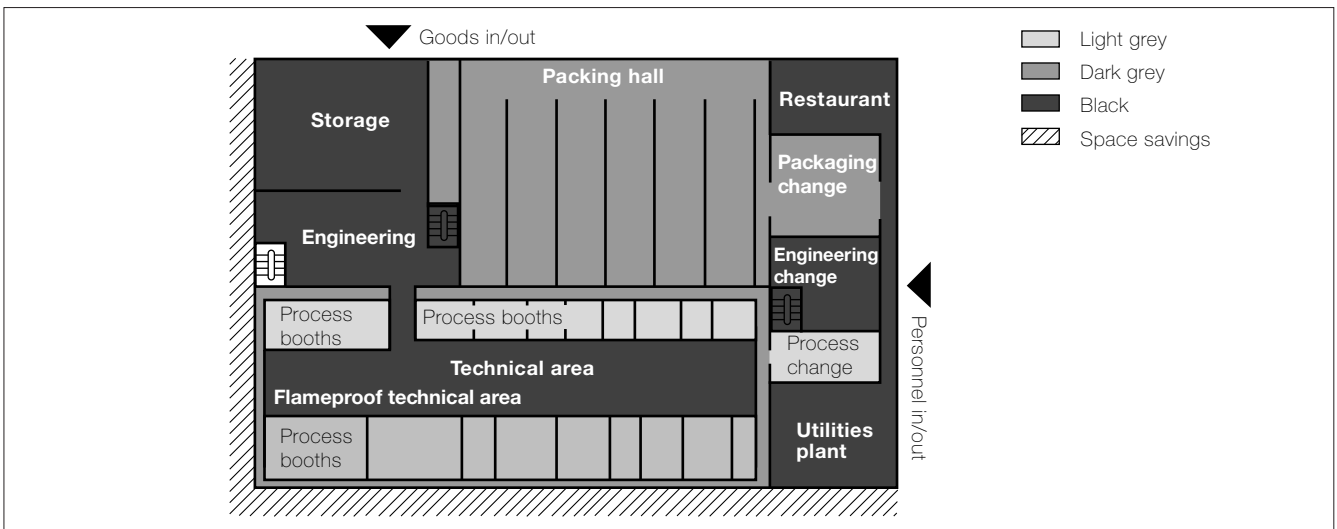 Goods in/out
Light grey
Dark grey
Black
Space savings
Packing hall
Restaurant
Storage
Packaging
change
Engineering
Engineering
change
Process
booths
Process booths
Process
change
Technical area
Flameproof technical area
Process
booths
Utilities
plant
Personnel in/out